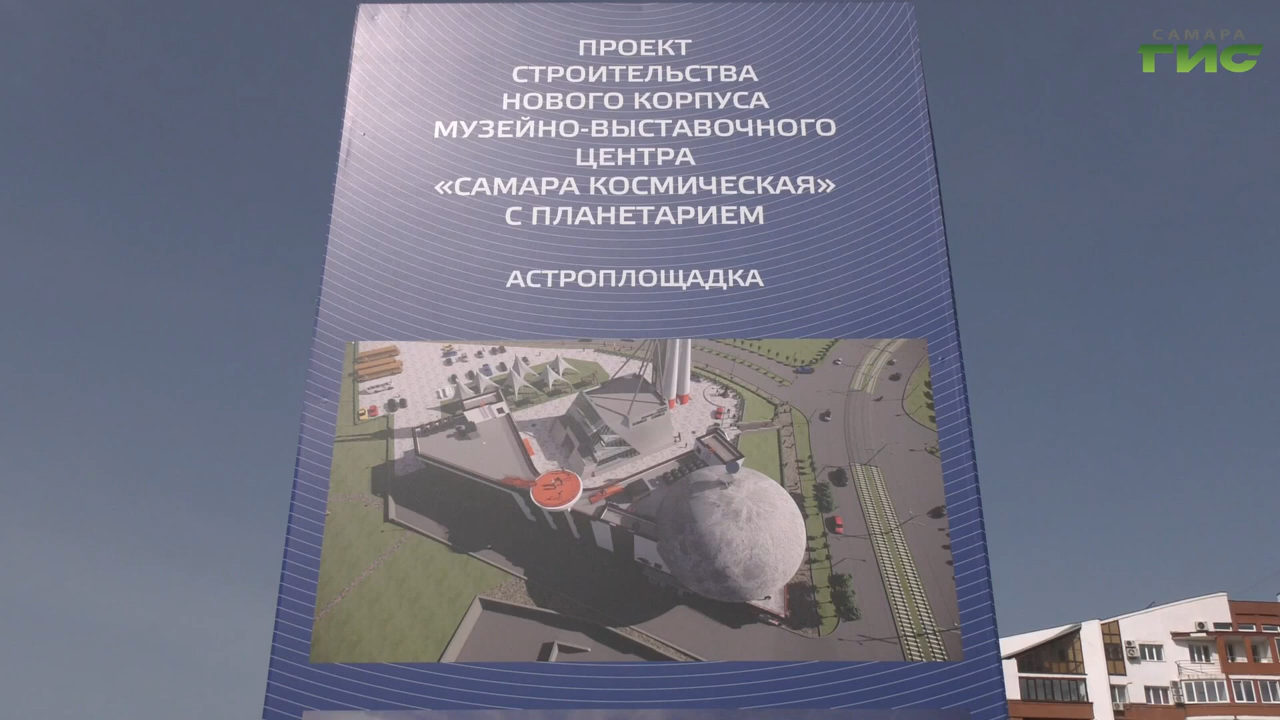 САМАРА
ГИС
ПРОЕКТ
СТРОИТЕЛЬСТВА
НОВОГО КОРПУСА
МУЗЕЙНО-ВЫСТАВОЧНОГО
ЦЕНТРА
«САМАРА КОСМИЧЕСКАЯ»
С ПЛАНЕТАРИЕМ
АСТРОПЛОЩАДКА